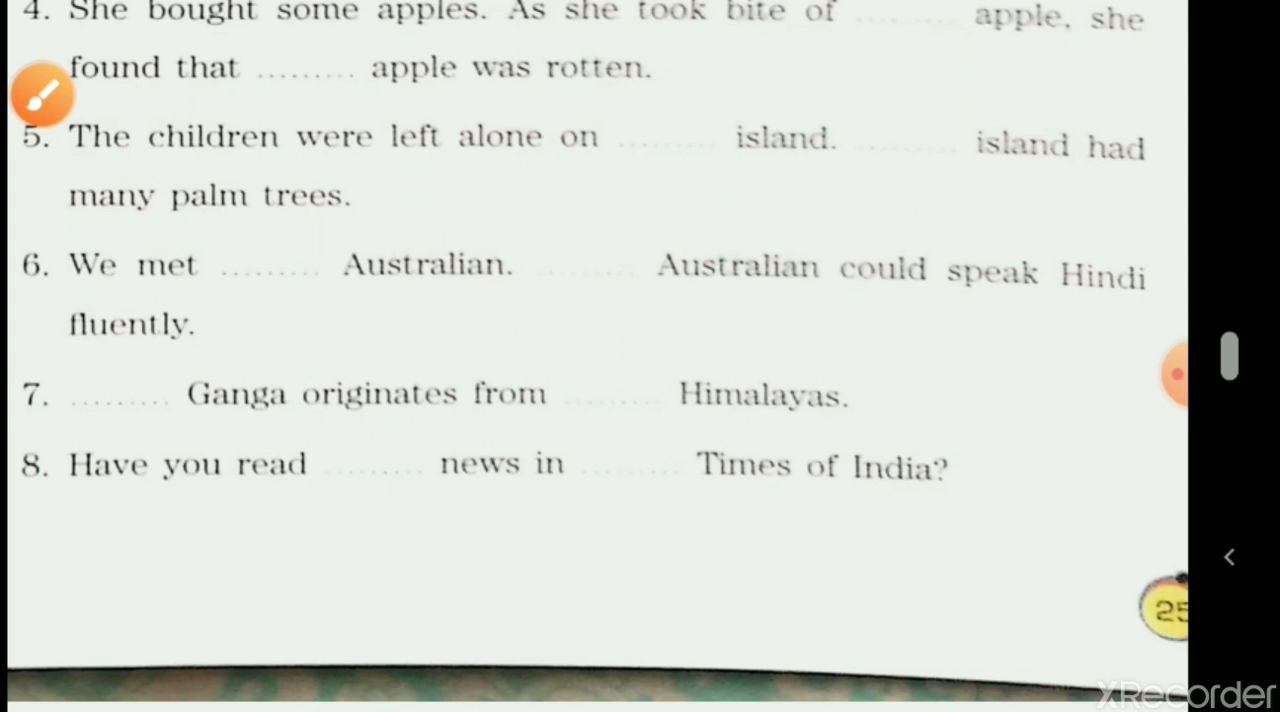 4. She bought some apples. As she took bite of ......... apple, she
found that ......... apple was rotten.
5. The children were left alone on ......... island. ......... island had
many palm trees.
6. We met ......... Australian. ......... Australian could speak Hindi
fluently.
7. ......... Ganga originates from ......... Himalayas.
8. Have you read ......... news in ......... Times of India?
25
XRecorder